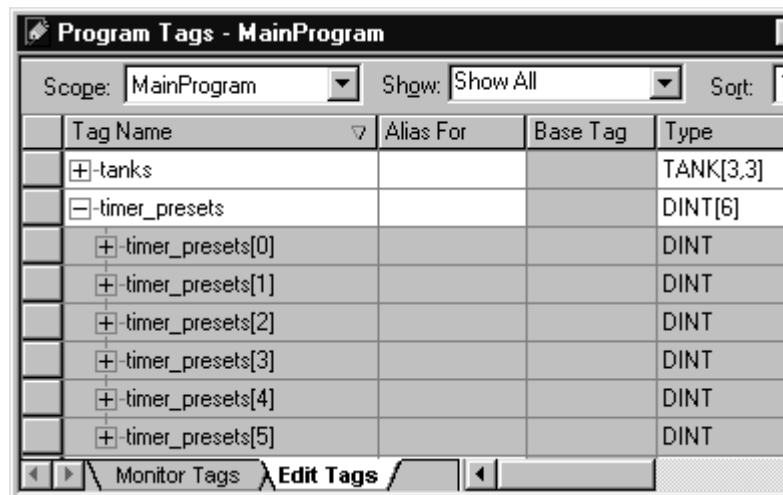 Program Tags - MainProgram
Scope: MainProgram Show: Show All Sort:
Tag Name Alias For Base Tag Type
tanks TANK[3,3]
timer_presets DINT[6]
timer_presets[0] DINT
timer_presets[1] DINT
timer_presets[2] DINT
timer_presets[3] DINT
timer_presets[4] DINT
timer_presets[5] DINT
Monitor Tags Edit Tags